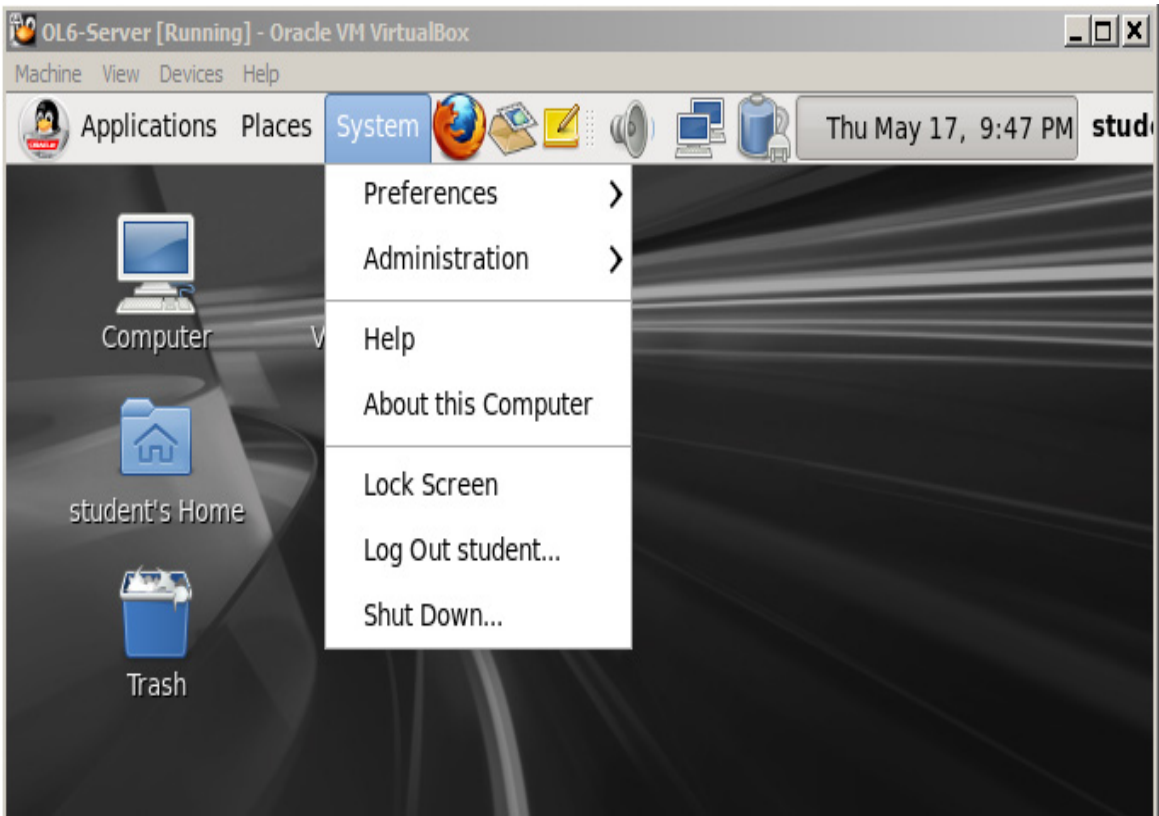 OL6-Server [Running] - Oracle VM VirtualBox
Machine View Devices Help
Applications Places System Thu May 17, 9:47 PM stud
Preferences
Administration
Help
About this Computer
Lock Screen
Log Out student...
Shut Down...
Computer V
student's Home
Trash